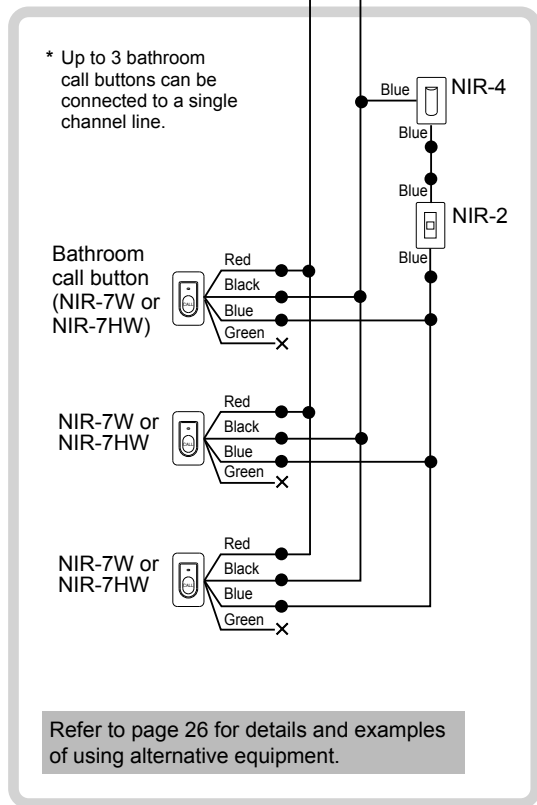 * Up to 3 bathroom
call buttons can be
connected to a single
channel line.
Blue
NIR-4
Blue
Blue
NIR-2
Blue
Bathroom
call button
(NIR-7W or
NIR-7HW)
CALL
Red
Black
Blue
Green
NIR-7W or
NIR-7HW
CALL
Red
Black
Blue
Green
NIR-7W or
NIR-7HW
CALL
Red
Black
Blue
Green
Refer to page 26 for details and examples
of using alternative equipment.